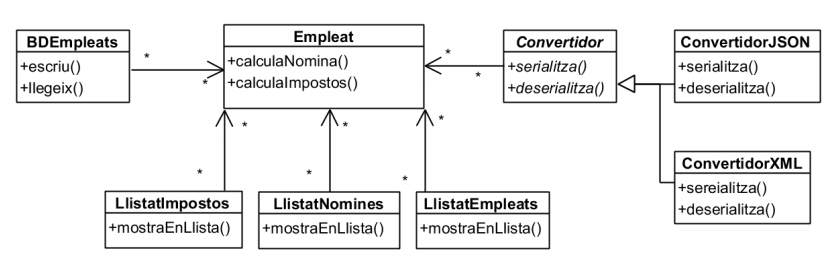 BDEmpleats
+escriu()
+llegeix()
*
*
Empleat
+calculaNomina()
+calculaImpostos()
*
*
Convertidor
+serialitza()
+deserialitza()
ConvertidorJSON
+serialitza()
+deserialitza()
ConvertidorXML
+sereialitza()
+deserialitza()
*
*
*
*
*
*
LlistatImpostos
+mostraEnLlista()
LlistatNomines
+mostraEnLlista()
LlistatEmpleats
+mostraEnLlista()